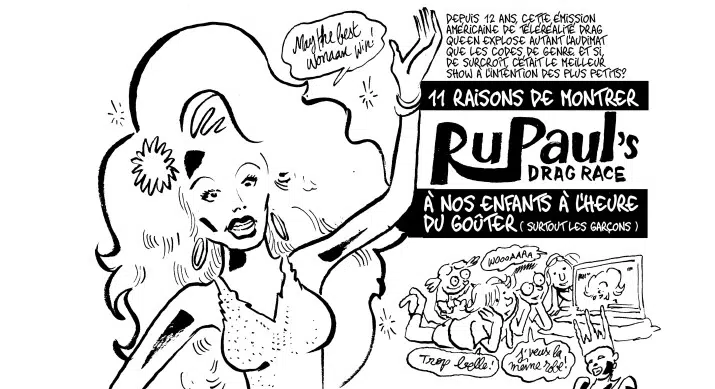 May the best
woman win!
DEPUIS 12 ANS, CETTE ÉMISSION
AMÉRICAINE DE TÉLÉRÉALITÉ DRAG
QUEEN EXPLOSE AUTANT L'AUDIMAT
QUE LES CODES DE GENRE. ET SI,
DE SURCROÎT, C'ÉTAIT LE MEILLEUR
SHOW À L'INTENTION DES PLUS PETITS?
11 RAISONS DE MONTRER
RuPaul's
DRAG RACE
À NOS ENFANTS À L'HEURE
DU GOÛTER (SURTOUT LES GARÇONS)
WOOOAAAA
Trop belle!
J'veux la
même robe!